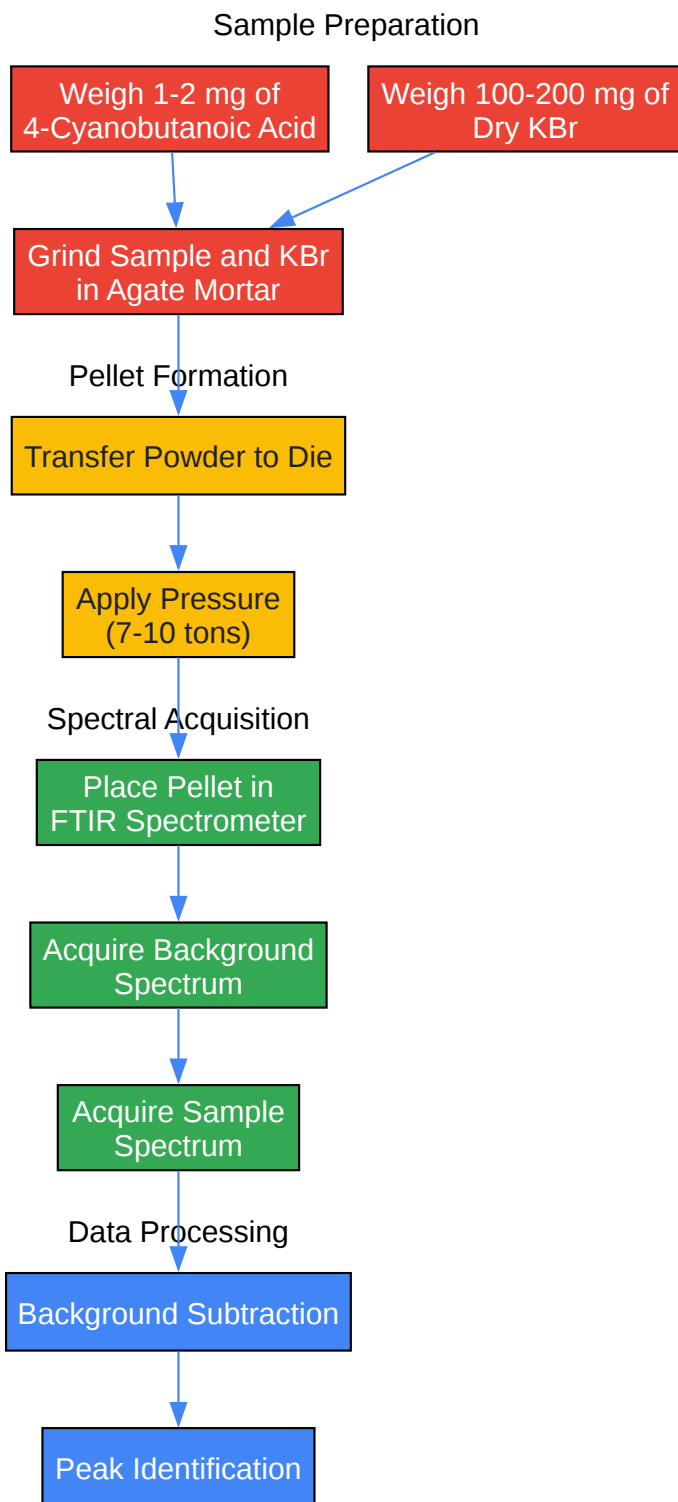 Sample Preparation
Weigh 1-2 mg of
4-Cyanobutanoic Acid
Weigh 100-200 mg of
Dry KBr
Grind Sample and KBr
in Agate Mortar
Pellet Formation
Transfer Powder to Die
Apply Pressure
(7-10 tons)
Spectral Acquisition
Place Pellet in
FTIR Spectrometer
Acquire Background
Spectrum
Acquire Sample
Spectrum
Data Processing
Background Subtraction
Peak Identification